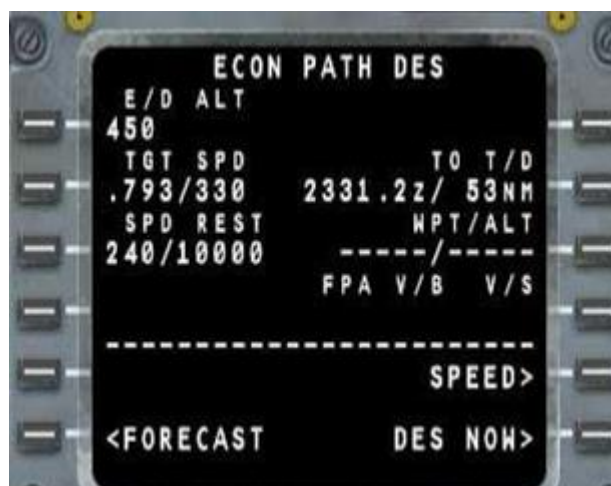 ECON PATH DES
E/D ALT
450
TGT SPD TO T/D
.793/330 2331.2z/ 53NM
SPD REST WPT/ALT
240/10000 -----/-----
FPA V/B V/S
------------------------
SPEED>
<FORECAST DES NOW>